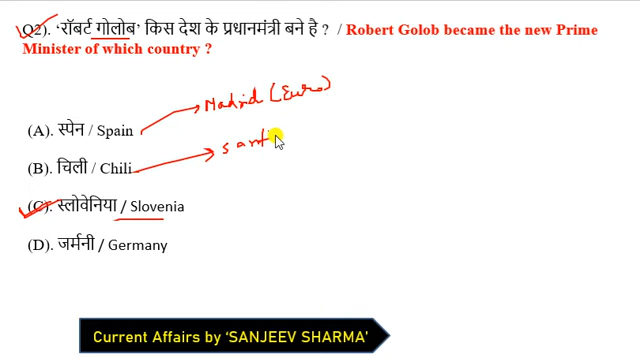 Q2). 'रॉबर्ट गोलोब' किस देश के प्रधानमंत्री बने है ? / Robert Golob became the new Prime
Minister of which country ?
Madrid (Euro)
(A). स्पेन / Spain
Sant
(B). चिली / Chili
(C). स्लोवेनिया / Slovenia
(D). जर्मनी / Germany
Current Affairs by 'SANJEEV SHARMA'